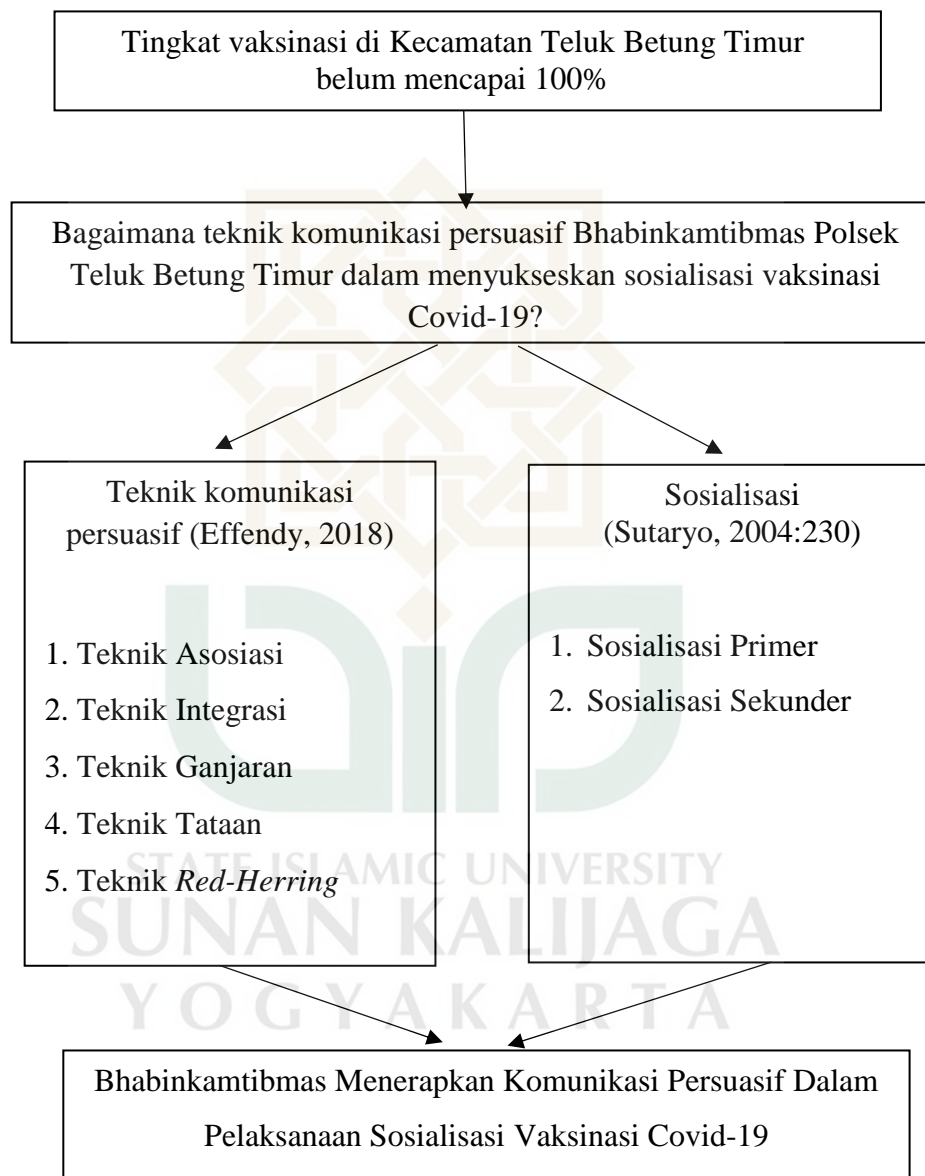 Tingkat vaksinasi di Kecamatan Teluk Betung Timur
belum mencapai 100%
Bagaimana teknik komunikasi persuasif Bhabinkamtibmas Polsek
Teluk Betung Timur dalam menyukseskan sosialisasi vaksinasi
Covid-19?
Teknik komunikasi
persuasif (Effendy, 2018)
1. Teknik Asosiasi
2. Teknik Integrasi
3. Teknik Ganjaran
4. Teknik Tataan
5. Teknik Red-Herring
Sosialisasi
(Sutaryo, 2004:230)
1. Sosialisasi Primer
2. Sosialisasi Sekunder
STATE ISLAMIC UNIVERSITY
SUNAN KALIJAGA
YOGYAKARTA
Bhabinkamtibmas Menerapkan Komunikasi Persuasif Dalam
Pelaksanaan Sosialisasi Vaksinasi Covid-19